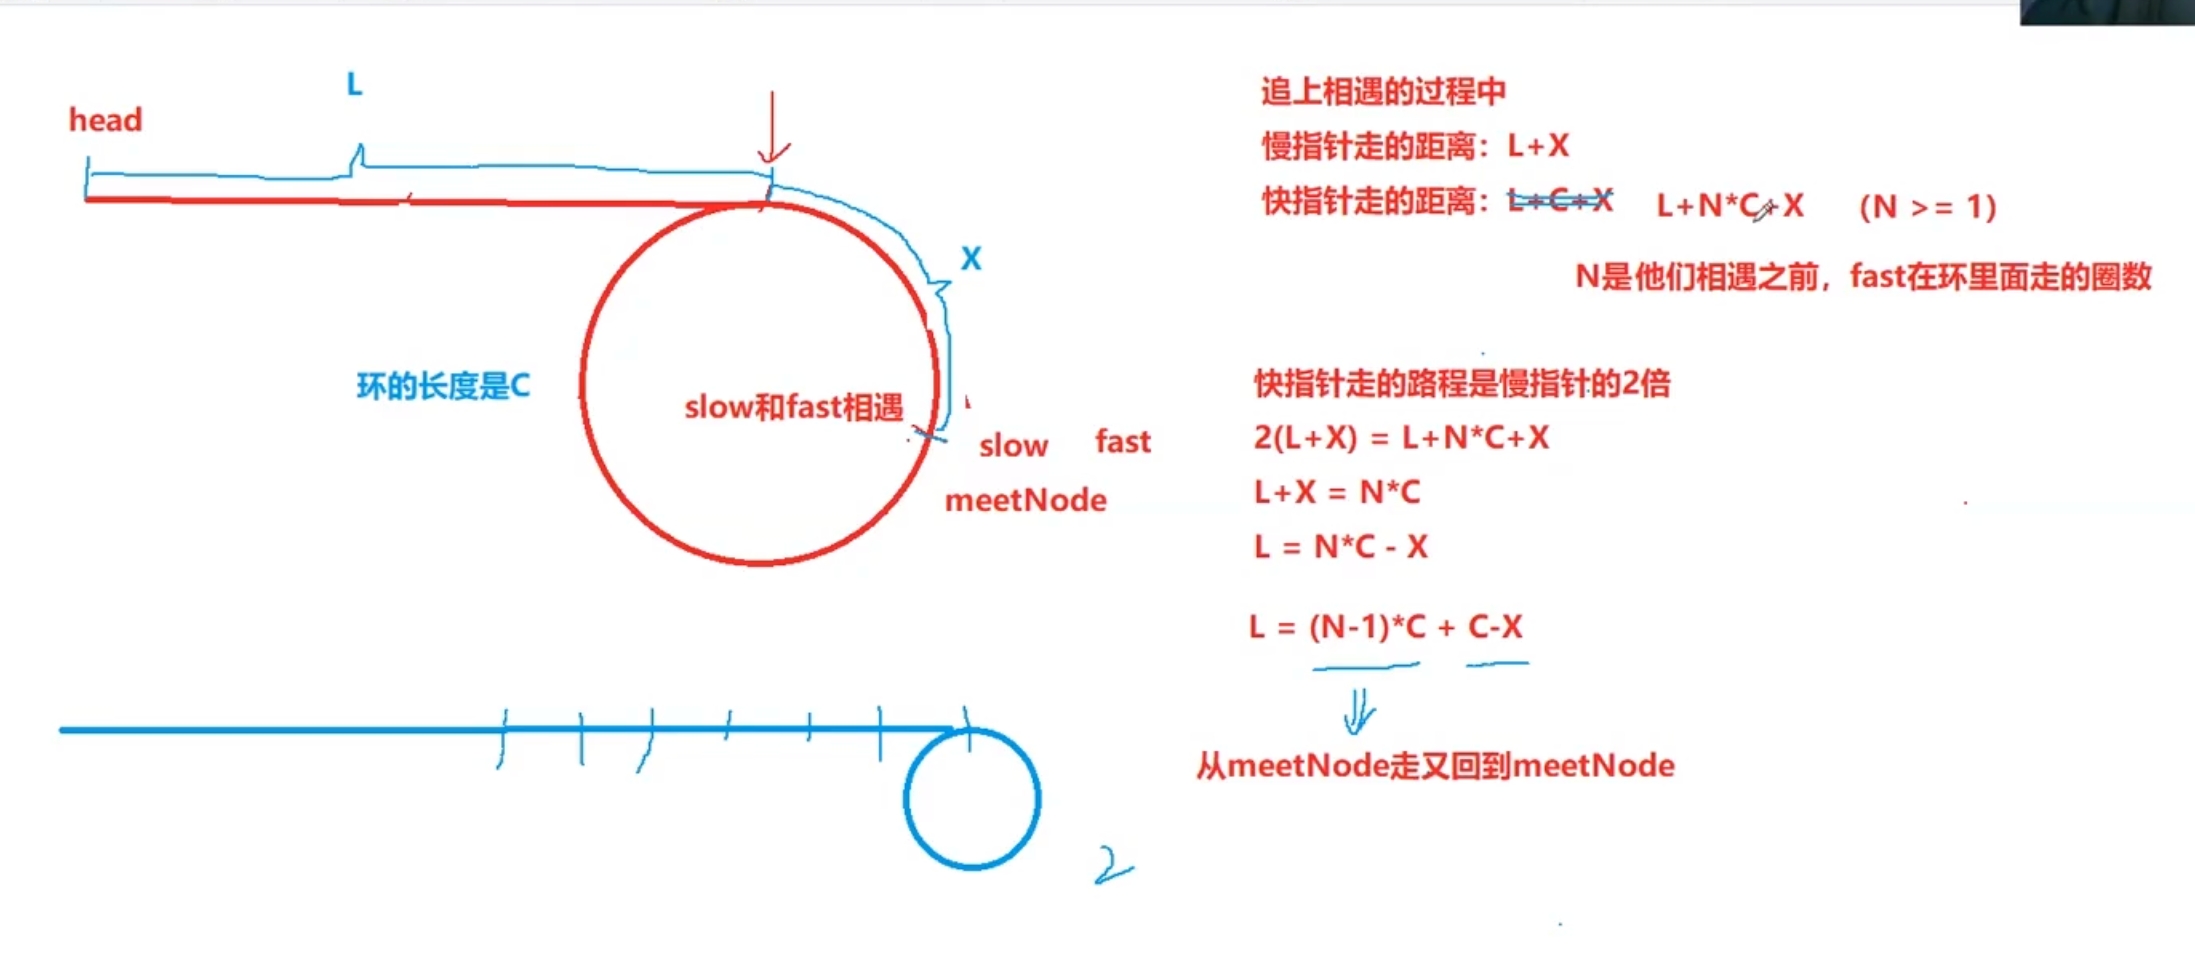 L
head
X
环的长度是C
slow和fast相遇
slow fast
meetNode
追上相遇的过程中
慢指针走的距离：L+X
快指针走的距离：L+C+X L+N*C+X （N >= 1）
N是他们相遇之前，fast在环里面走的圈数
快指针走的路程是慢指针的2倍
2(L+X) = L+N*C+X
L+X = N*C
L = N*C - X
L = (N-1)*C + C-X
从meetNode走又回到meetNode
2